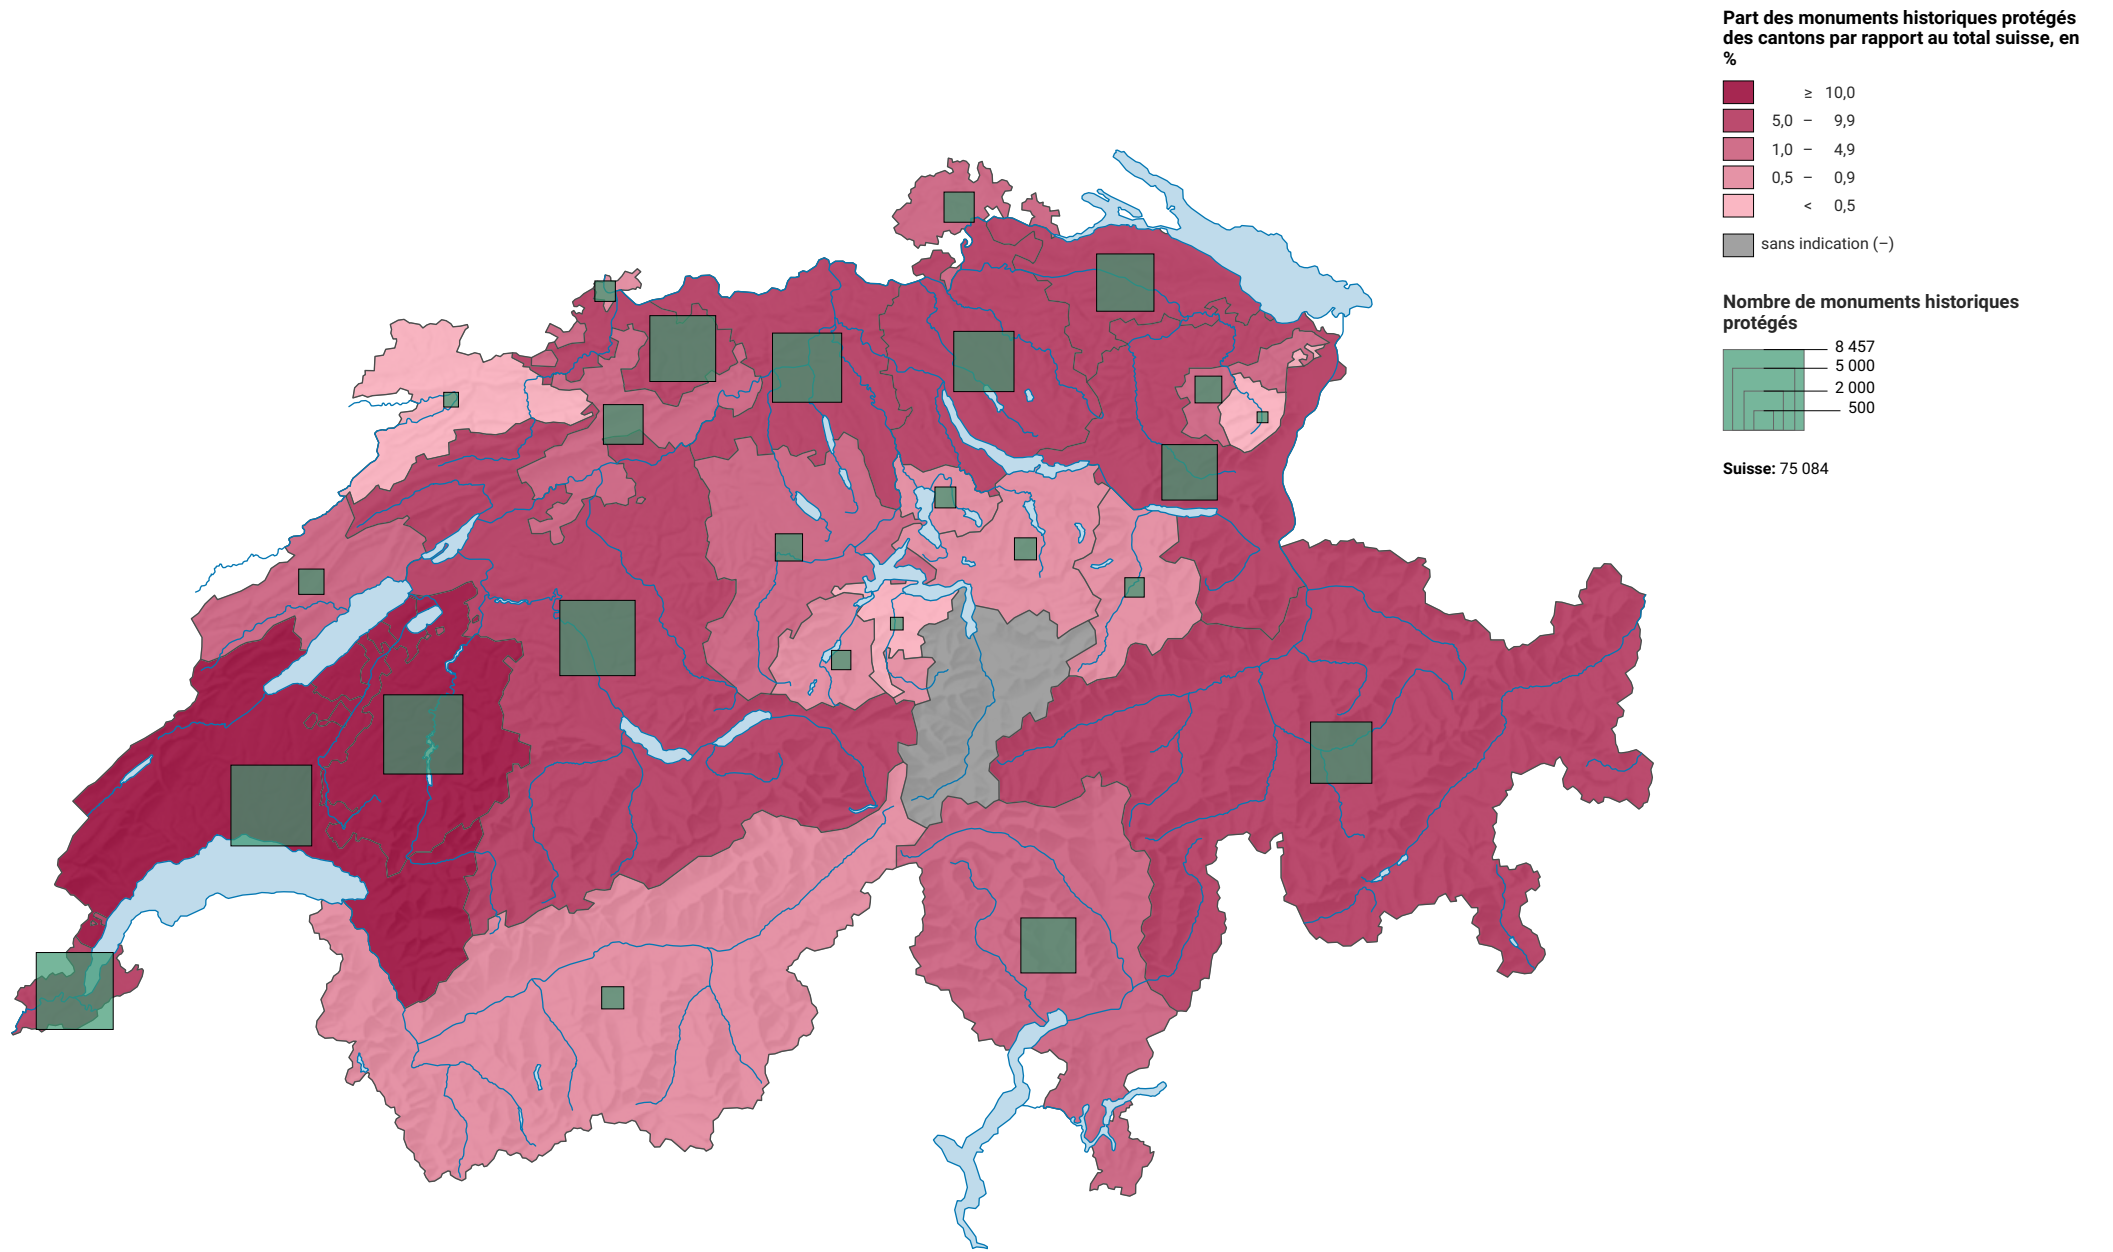 Part des monuments historiques protégés
des cantons par rapport au total suisse, en
%
≥ 10,0
5,0 – 9,9
1,0 – 4,9
0,5 – 0,9
< 0,5
sans indication (–)
Nombre de monuments historiques
protégés
8 457
5 000
2 000
500
Suisse: 75 084